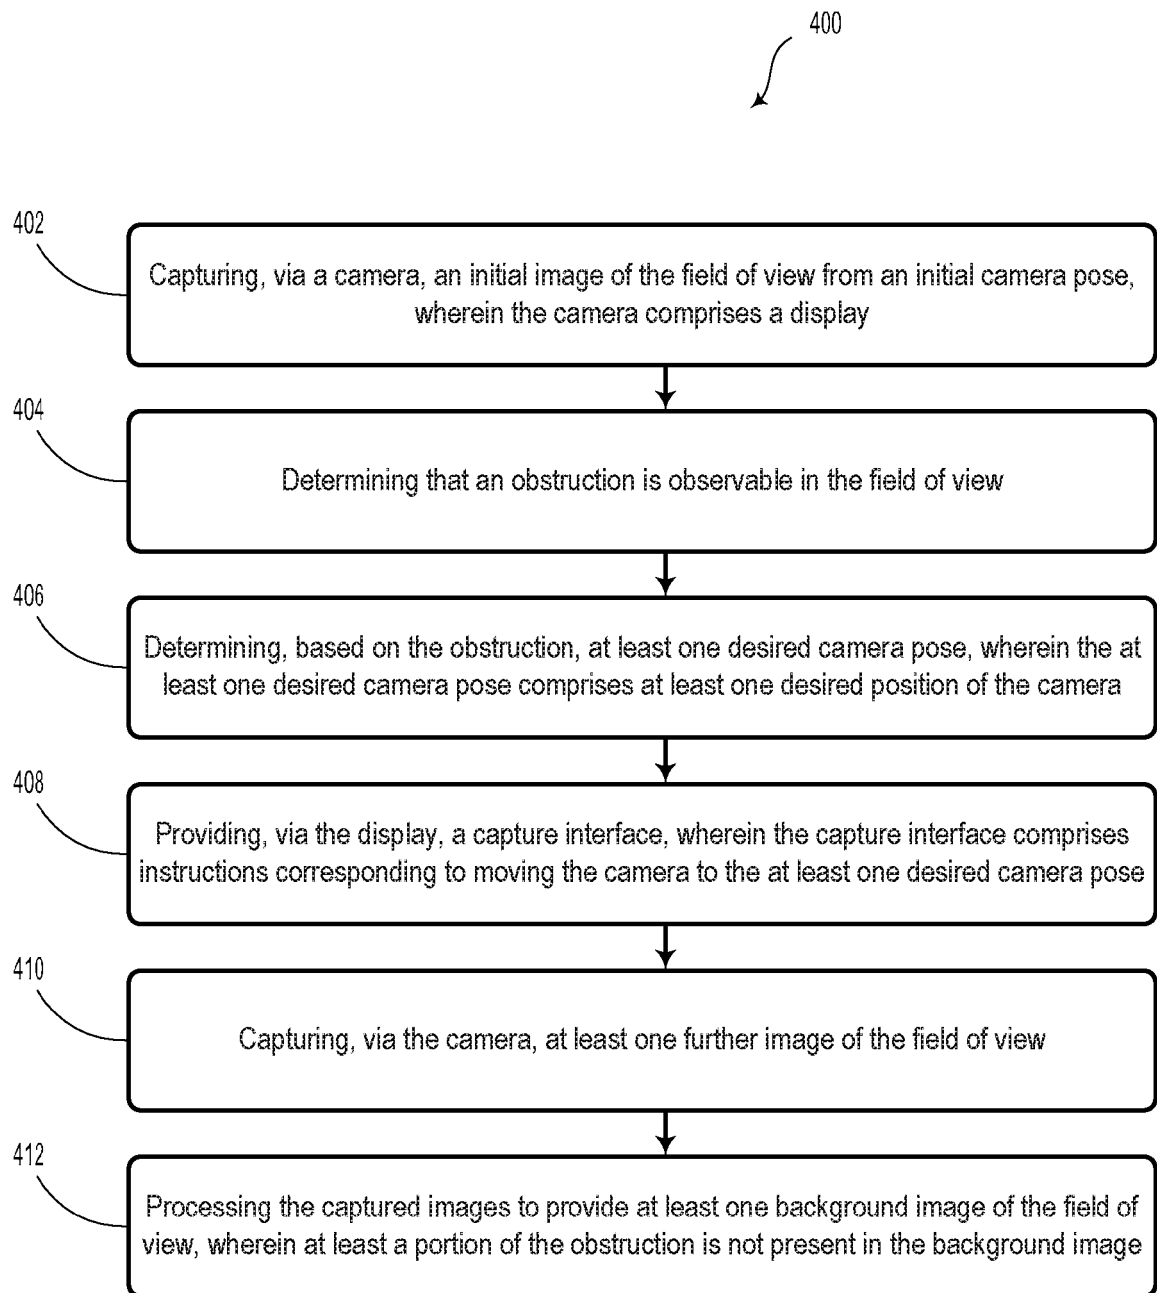 400
402
Capturing, via a camera, an initial image of the field of view from an initial camera pose,
wherein the camera comprises a display
404
Determining that an obstruction is observable in the field of view
406
Determining, based on the obstruction, at least one desired camera pose, wherein the at
least one desired camera pose comprises at least one desired position of the camera
408
Providing, via the display, a capture interface, wherein the capture interface comprises
instructions corresponding to moving the camera to the at least one desired camera pose
410
Capturing, via the camera, at least one further image of the field of view
412
Processing the captured images to provide at least one background image of the field of
view, wherein at least a portion of the obstruction is not present in the background image